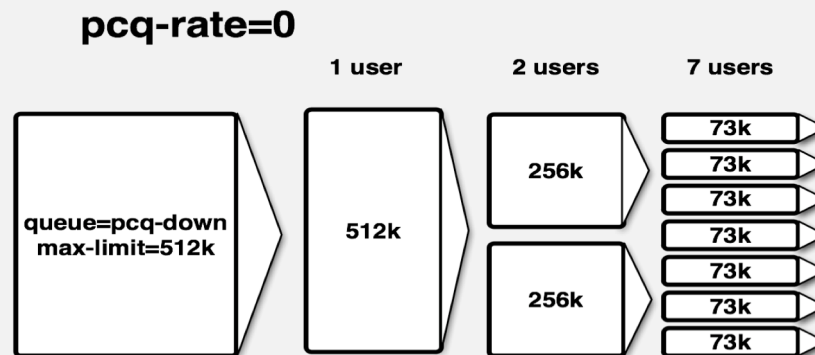 pcq-rate=0
1 user
2 users
7 users
queue=pcq-down
max-limit=512k
512k
256k
256k
73k
73k
73k
73k
73k
73k
73k